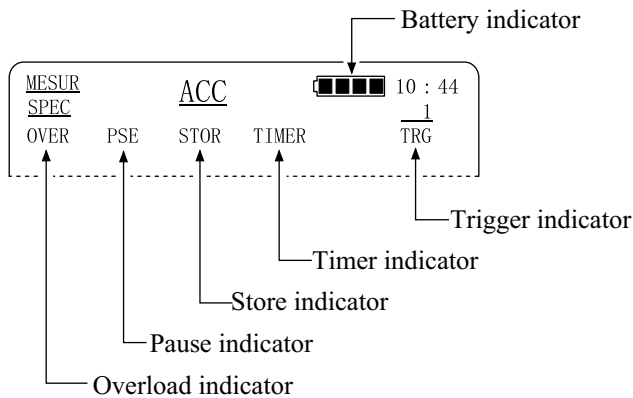 Battery indicator
MESUR ACC 10 : 44
SPEC 1
OVER PSE STOR TIMER TRG
Trigger indicator
Timer indicator
Store indicator
Pause indicator
Overload indicator